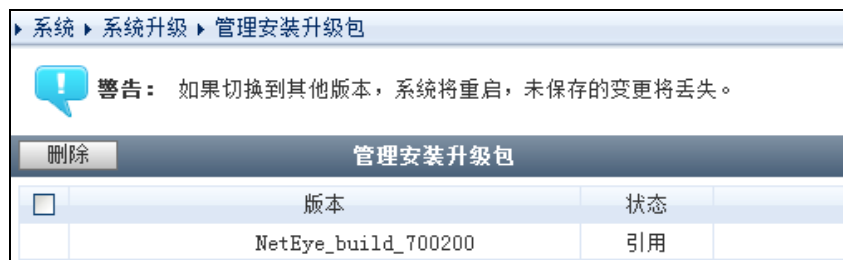 系统 系统升级 管理安装升级包
警告： 如果切换到其他版本，系统将重启，未保存的变更将丢失。
删除 管理安装升级包
版本 状态
NetEye_build_700200 引用